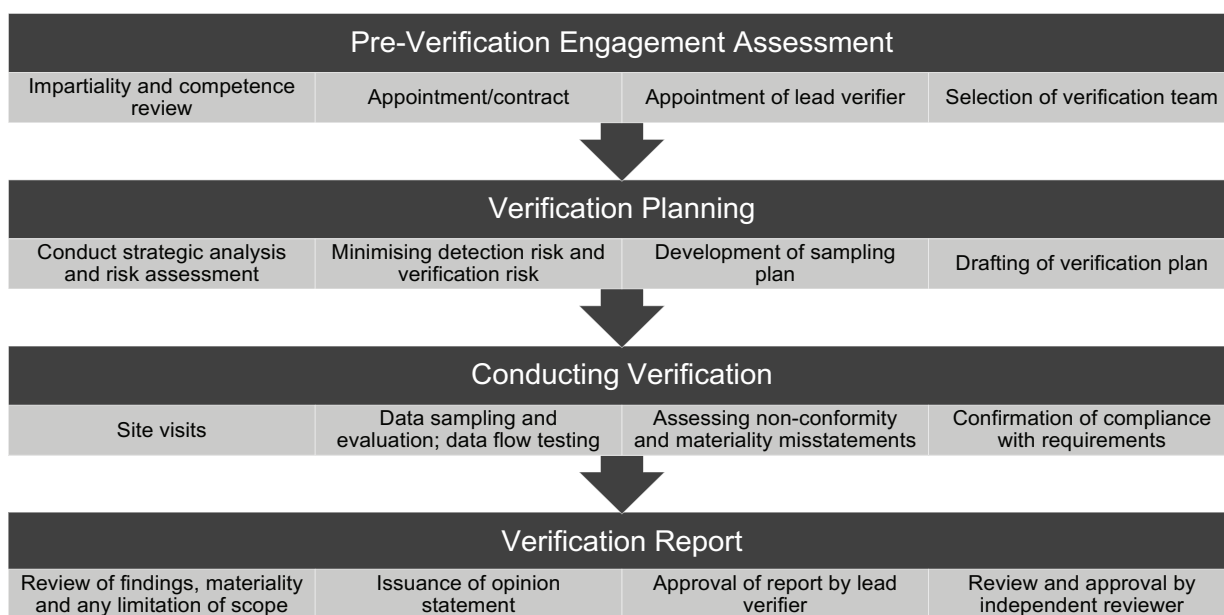 Pre-Verification Engagement Assessment
Impartiality and competence
review
Appointment/contract
Appointment of lead verifier
Selection of verification team
Verification Planning
Conduct strategic analysis
and risk assessment
Minimising detection risk and
verification risk
Development of sampling
plan
Drafting of verification plan
Conducting Verification
Site visits
Data sampling and
evaluation; data flow testing
Assessing non-conformity
and materiality misstatements
Confirmation of compliance
with requirements
Verification Report
Review of findings, materiality
and any limitation of scope
Issuance of opinion
statement
Approval of report by lead
verifier
Review and approval by
independent reviewer